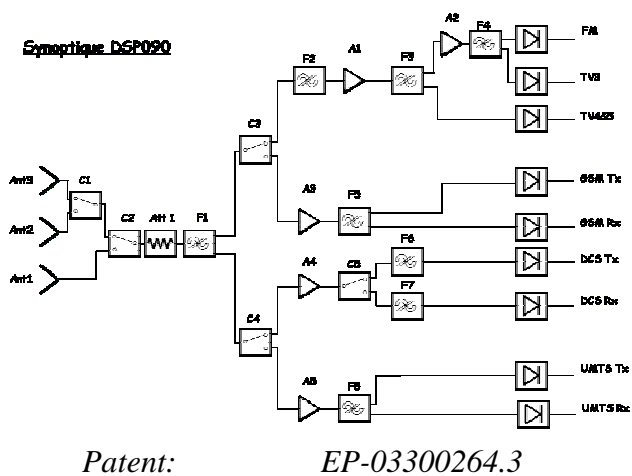 Synoptique DSP090
Ant3
Ant2
Ant1
C1
C2
Att 1
F1
C3
C4
F2
A1
F3
A2
F4
A3
F5
A4
C5
F6
F7
A5
F8
FM
TV3
TV4&5
GSM Tx
GSM Rx
DCS Tx
DCS Rx
UMTS Tx
UMTS Rx
Patent: EP-03300264.3